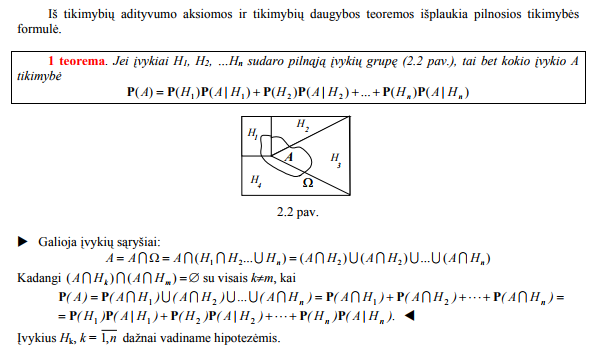 Iš tikimybių adityvumo aksiomos ir tikimybių daugybos teoremos išplaukia pilnosios tikimybės
formulė.
1 teorema. Jei įvykiai H₁, H₂, ...Hₙ sudaro pilnąją įvykių grupę (2.2 pav.), tai bet kokio įvykio A
tikimybė
P(A) = P(H₁)P(A | H₁) + P(H₂)P(A | H₂) + ... + P(Hₙ)P(A | Hₙ)
H₁ H₂
A H₃
H₄ Ω
2.2 pav.
▶ Galioja įvykių sąryšiai:
A = A⋂Ω = A⋂(H₁⋂H₂...⋃Hₙ) = (A⋂H₂)⋃(A⋂H₂)⋃...⋃(A⋂Hₙ)
Kadangi (A⋂Hₖ)⋂(A⋂Hₘ) = ∅ su visais k≠m, kai
P(A) = P(A⋂H₁)⋃(A⋂H₂)⋃...⋃(A⋂Hₙ) = P(A⋂H₁) + P(A⋂H₂) + ⋯ + P(A⋂Hₙ) =
= P(H₁)P(A | H₁) + P(H₂)P(A | H₂) + ⋯ + P(Hₙ)P(A | Hₙ). ◀
Įvykius Hₖ, k = 1,n̅ dažnai vadiname hipotezėmis.